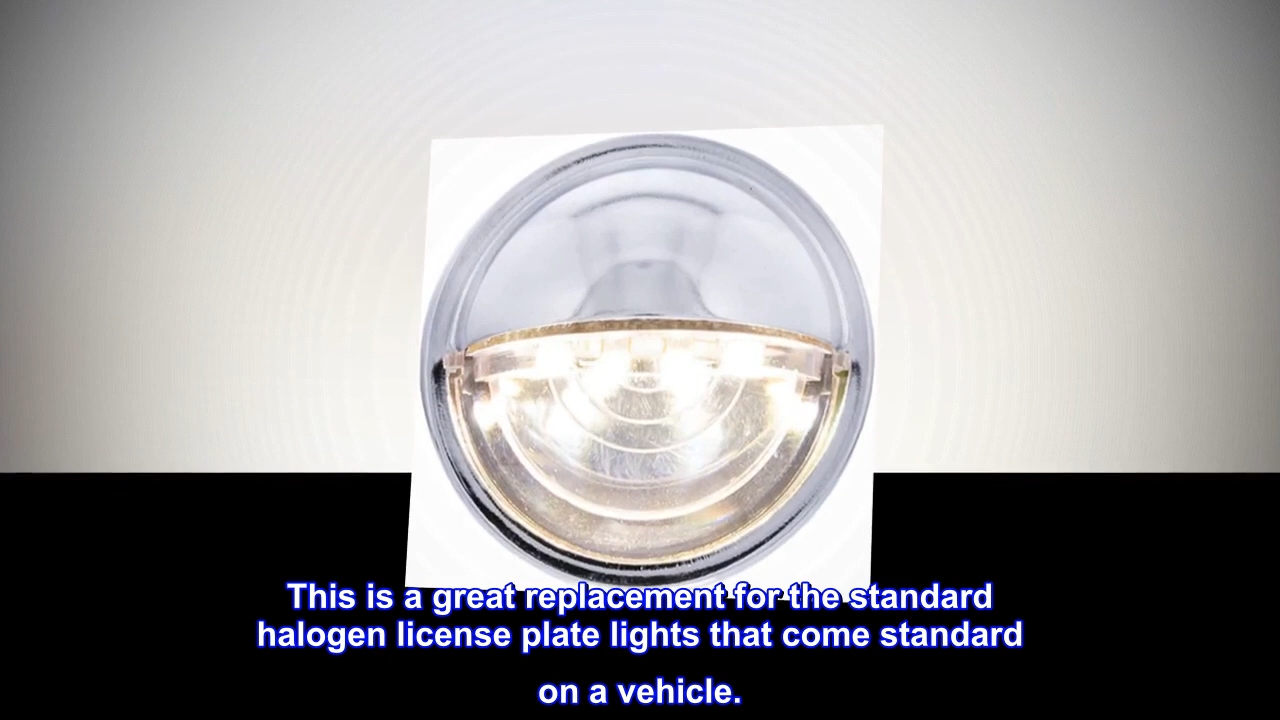 This is a great replacement for the standard
halogen license plate lights that come standard
on a vehicle.